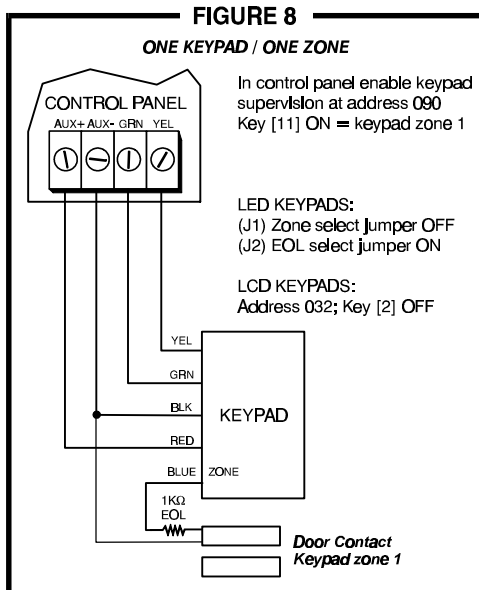 FIGURE 8
ONE KEYPAD / ONE ZONE
In control panel enable keypad
supervision at address 090
Key [11] ON = keypad zone 1
CONTROL PANEL
AUX+ AUX- GRN YEL
LED KEYPADS:
(J1) Zone select jumper OFF
(J2) EOL select jumper ON
LCD KEYPADS:
Address 032; Key [2] OFF
YEL
GRN
BLK
KEYPAD
RED
BLUE ZONE
1KΩ
EOL
Door Contact
Keypad zone 1